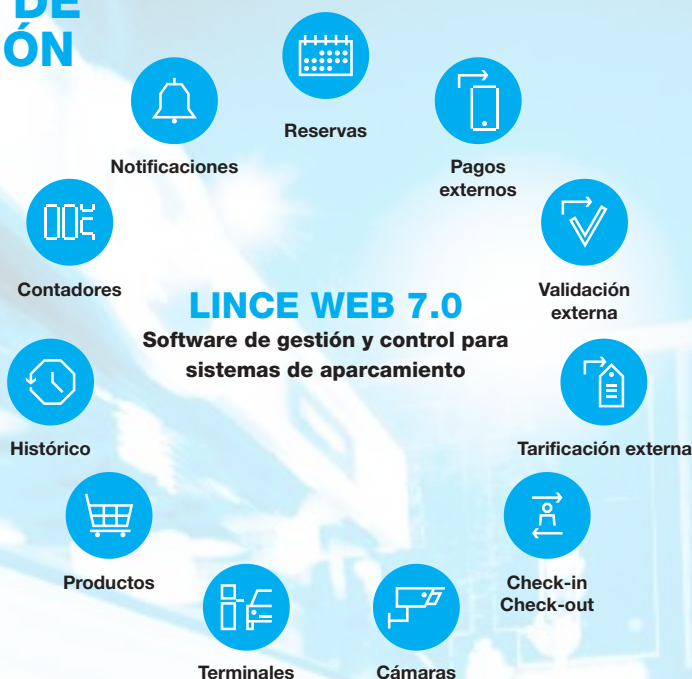 DE
ÓN
Reservas
Notificaciones
Pagos
externos
Contadores
Validación
externa
LINCE WEB 7.0
Software de gestión y control para
sistemas de aparcamiento
Histórico
Tarificación externa
Productos
Check-in
Check-out
Terminales
Cámaras